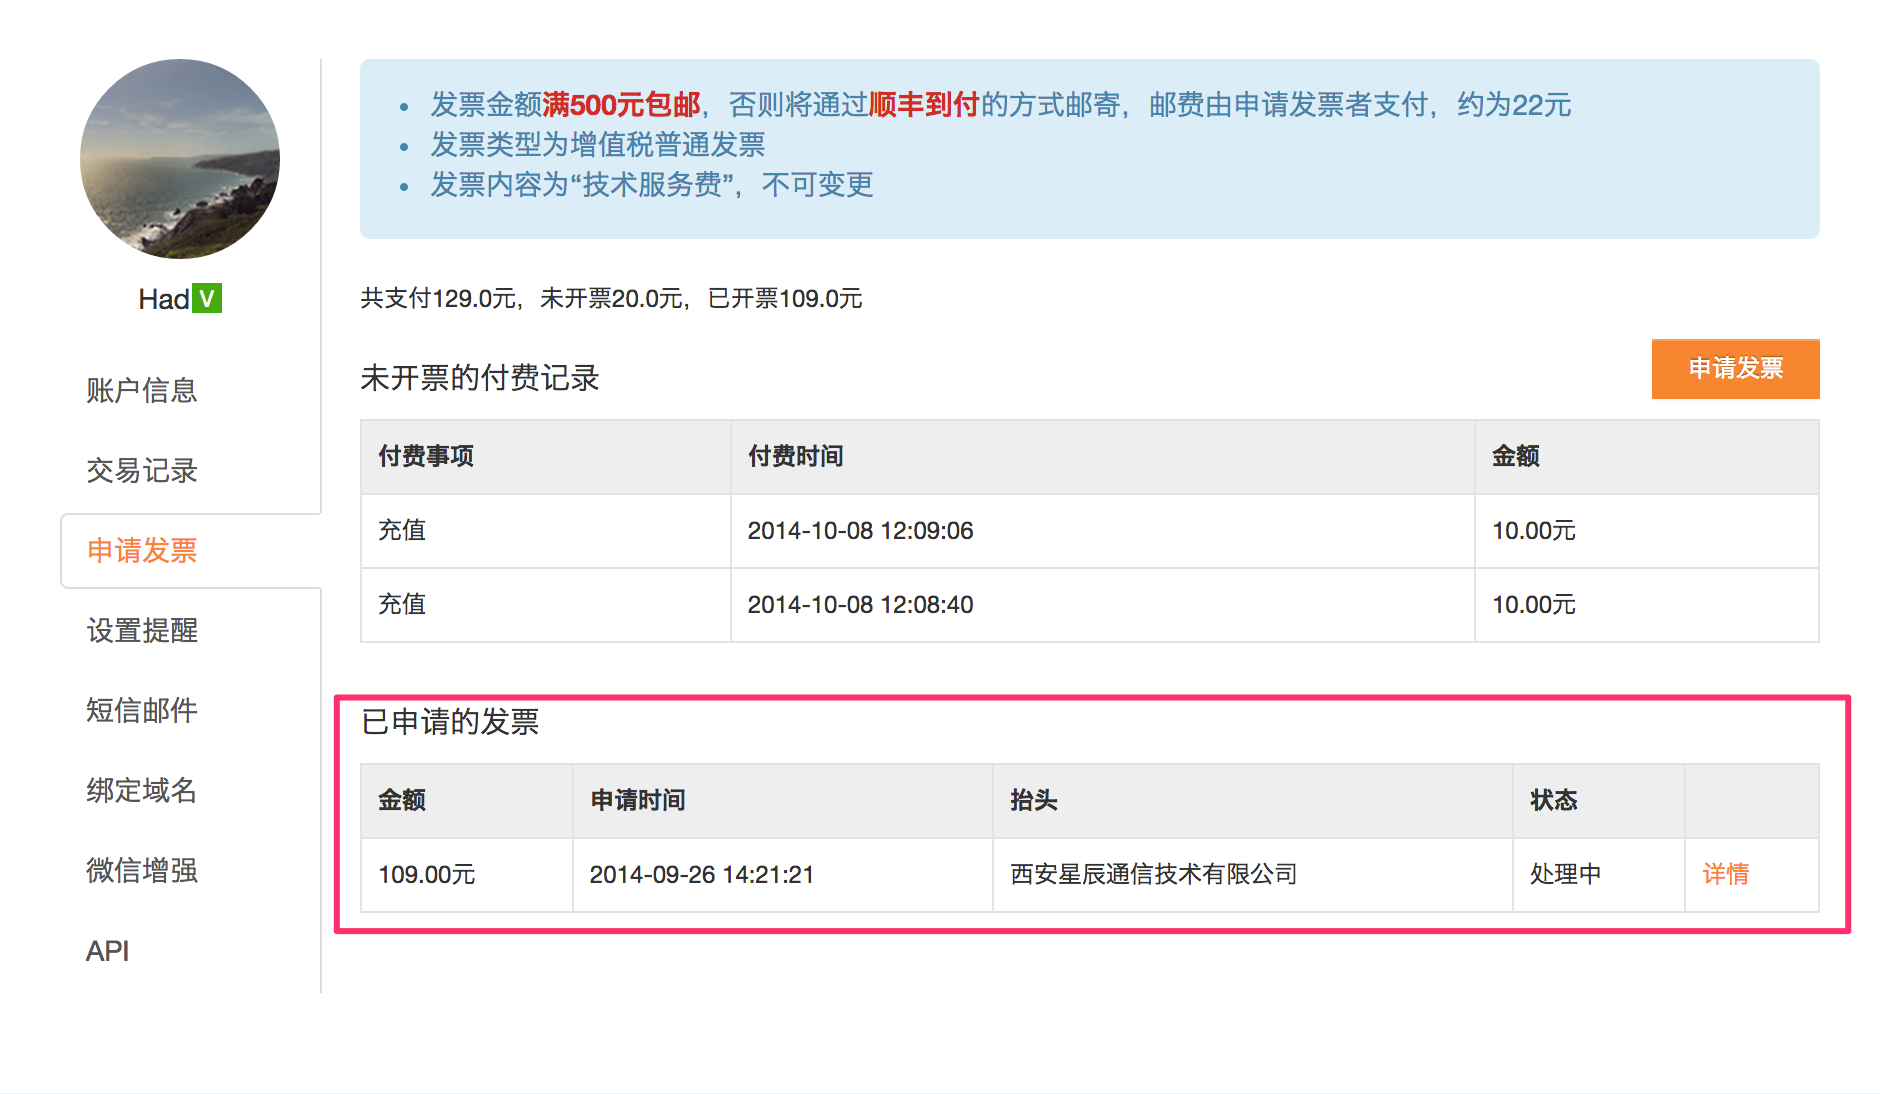 Had V
账户信息
交易记录
申请发票
设置提醒
短信邮件
绑定域名
微信增强
API
• 发票金额满500元包邮，否则将通过顺丰到付的方式邮寄，邮费由申请发票者支付，约为22元
• 发票类型为增值税普通发票
• 发票内容为“技术服务费”，不可变更
共支付129.0元，未开票20.0元，已开票109.0元
未开票的付费记录
申请发票
付费事项 付费时间 金额
充值 2014-10-08 12:09:06 10.00元
充值 2014-10-08 12:08:40 10.00元
已申请的发票
金额 申请时间 抬头 状态
109.00元 2014-09-26 14:21:21 西安星辰通信技术有限公司 处理中 详情